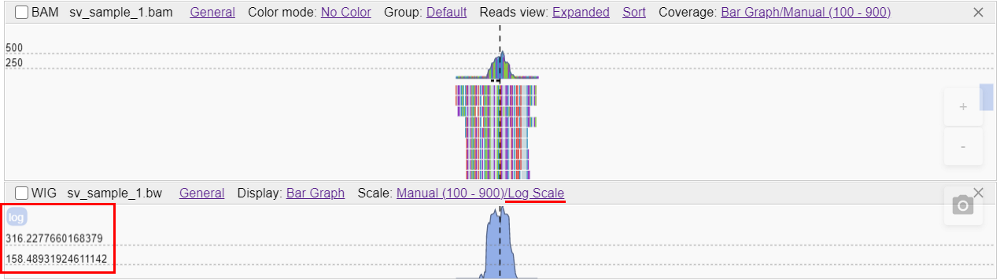 BAM sv_sample_1.bam General Color mode: No Color Group: Default Reads view: Expanded Sort Coverage: Bar Graph/Manual (100 - 900)
500
250
+
-
WIG sv_sample_1.bw General Display: Bar Graph Scale: Manual (100 - 900)/Log Scale
log
316.2277660168379
158.48931924611142